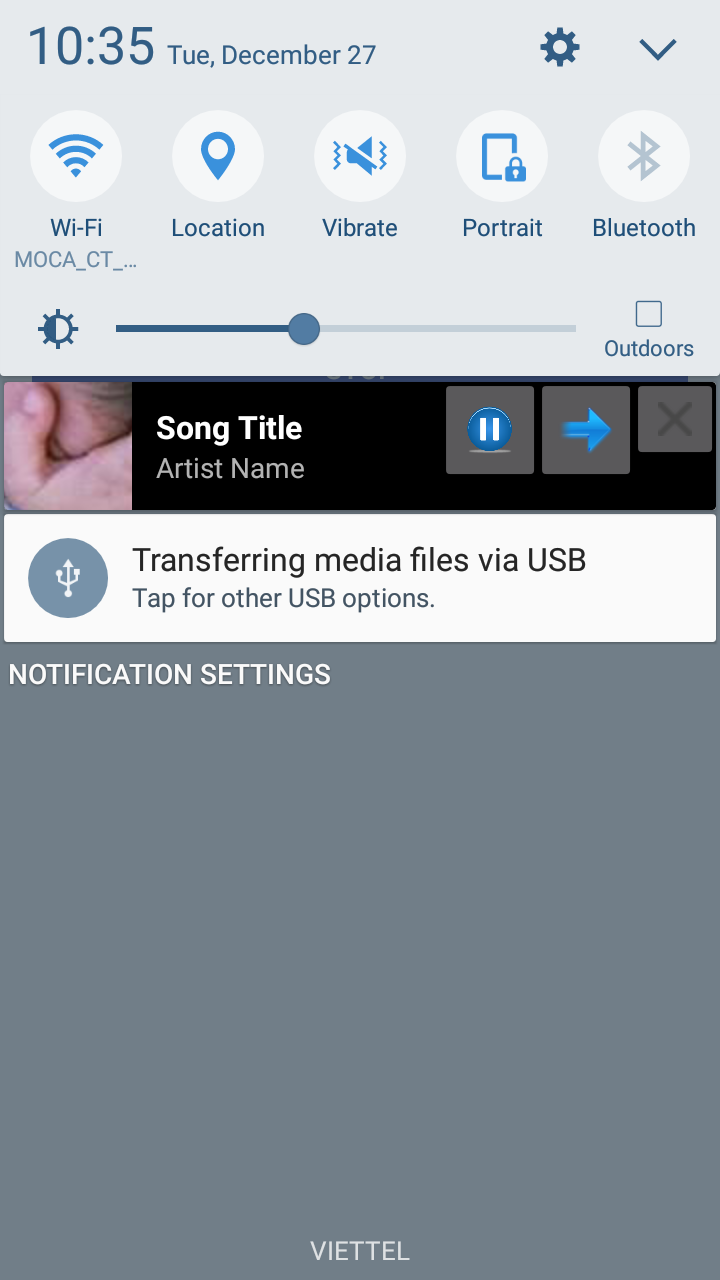 10:35 Tue, December 27
Wi-Fi Location Vibrate Portrait Bluetooth
MOCA_CT_...
Outdoors
Song Title
Artist Name
Transferring media files via USB
Tap for other USB options.
NOTIFICATION SETTINGS
VIETTEL